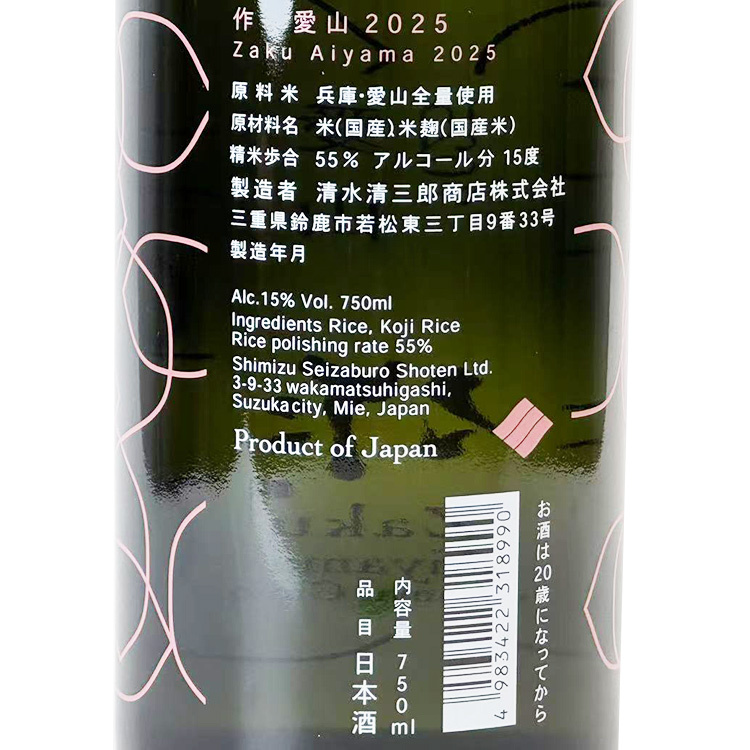 作 愛山 2025
Zaku Aiyama 2025
原料米 兵庫・愛山全量使用
原材料名 米(国産)米麹(国産米)
精米歩合 55% アルコール分 15度
製造者 清水清三郎商店株式会社
三重県鈴鹿市若松東三丁目9番33号
製造年月
Alc.15% Vol. 750ml
Ingredients Rice, Koji Rice
Rice polishing rate 55%
Shimizu Seizaburo Shoten Ltd.
3-9-33 wakamatsuhigashi,
Suzukacity, Mie, Japan
Product of Japan
お酒は20歳になってから
4 983422 318990
内容量 750ml
品目 日本酒